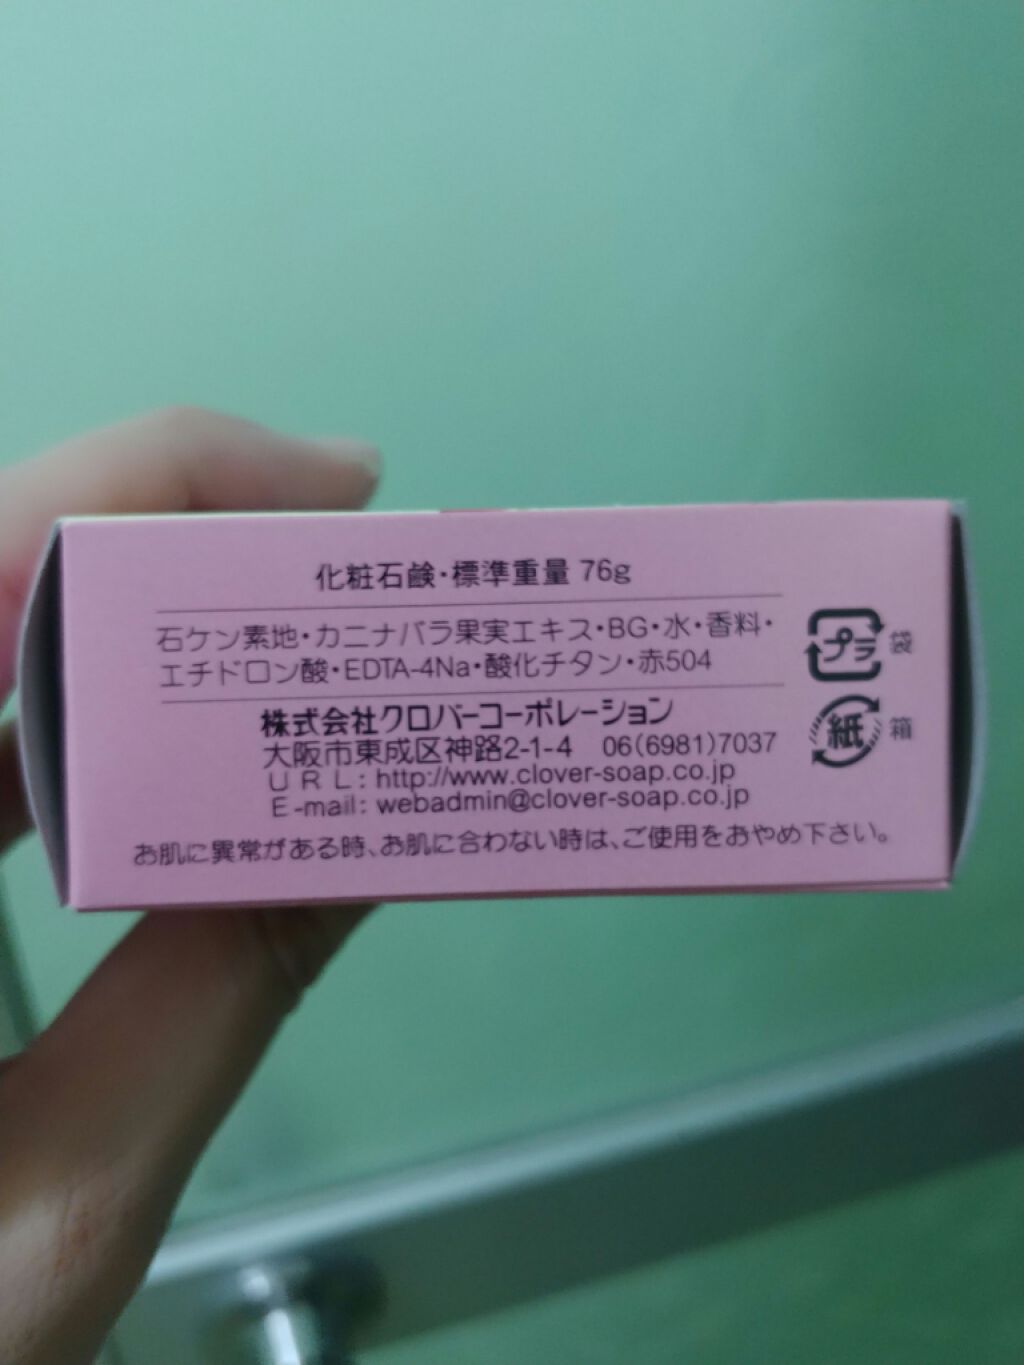 化粧石鹸・標準重量 76g
石ケン素地・カニナバラ果実エキス・BG・水・香料・
エチドロン酸・EDTA-4Na・酸化チタン・赤504
株式会社クロバーコーポレーション
大阪市東成区神路2-1-4 06(6981)7037
URL: http://www.clover-soap.co.jp
E-mail: webadmin@clover-soap.co.jp
お肌に異常がある時、お肌に合わない時は、ご使用をおやめ下さい。
プラ 袋
紙 箱